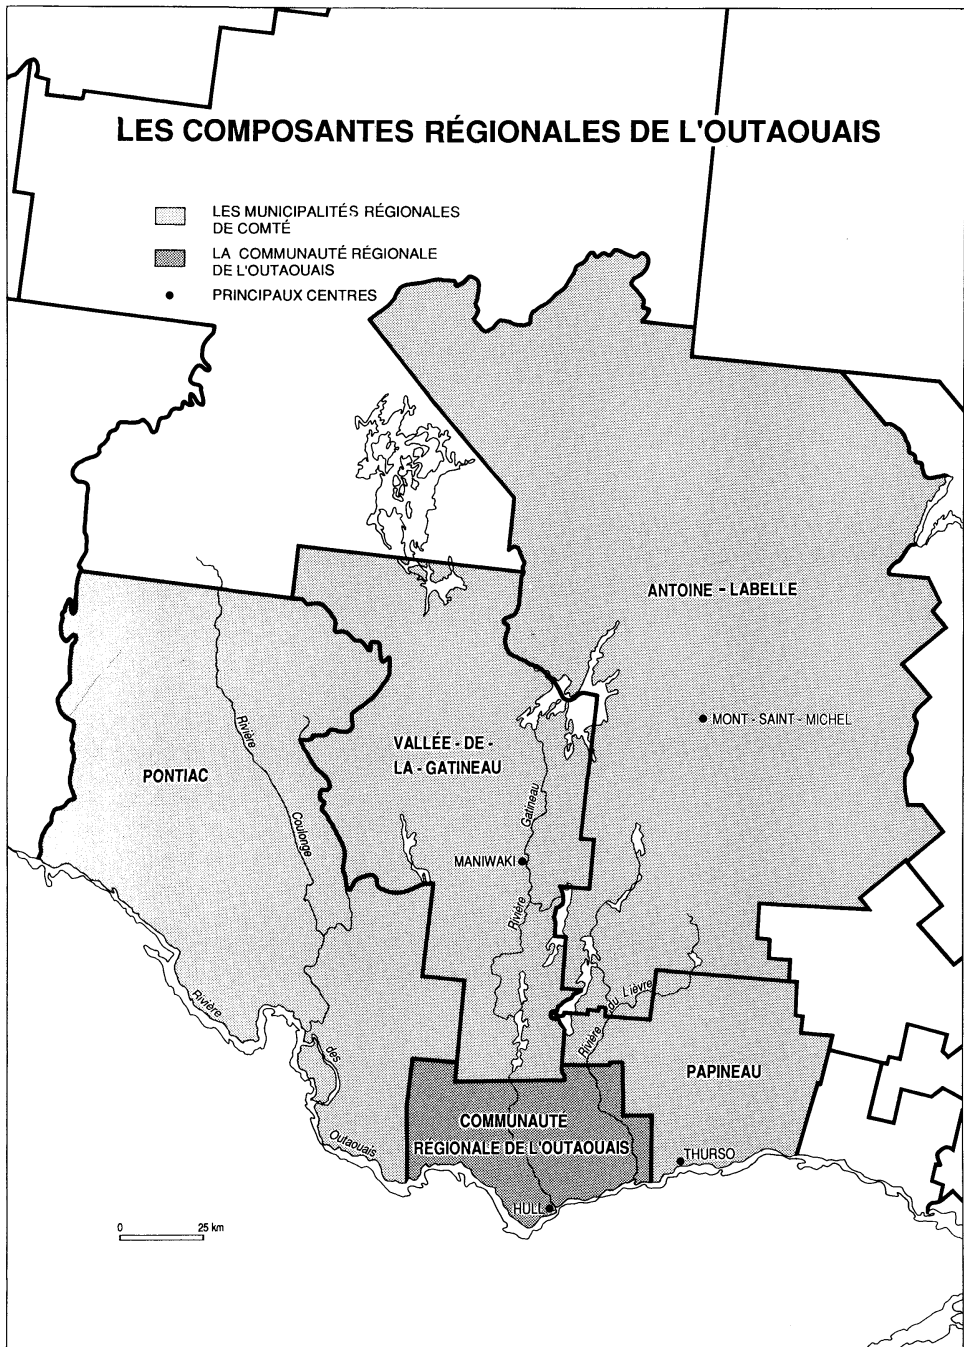 LES COMPOSANTES RÉGIONALES DE L'OUTAOUAIS
LES MUNICIPALITÉS RÉGIONALES
DE COMTÉ
LA COMMUNAUTÉ RÉGIONALE
DE L'OUTAOUAIS
PRINCIPAUX CENTRES
ANTOINE - LABELLE
MONT - SAINT - MICHEL
Rivière
VALLÉE - DE -
LA - GATINEAU
PONTIAC
Gatineau
Coulonge
MANIWAKI
Rivière
Rivière
du Lièvre
Rivière
des
PAPINEAU
COMMUNAUTÉ
RÉGIONALE DE L'OUTAOUAIS
Outaouais
THURSO
HULL
0 25 km